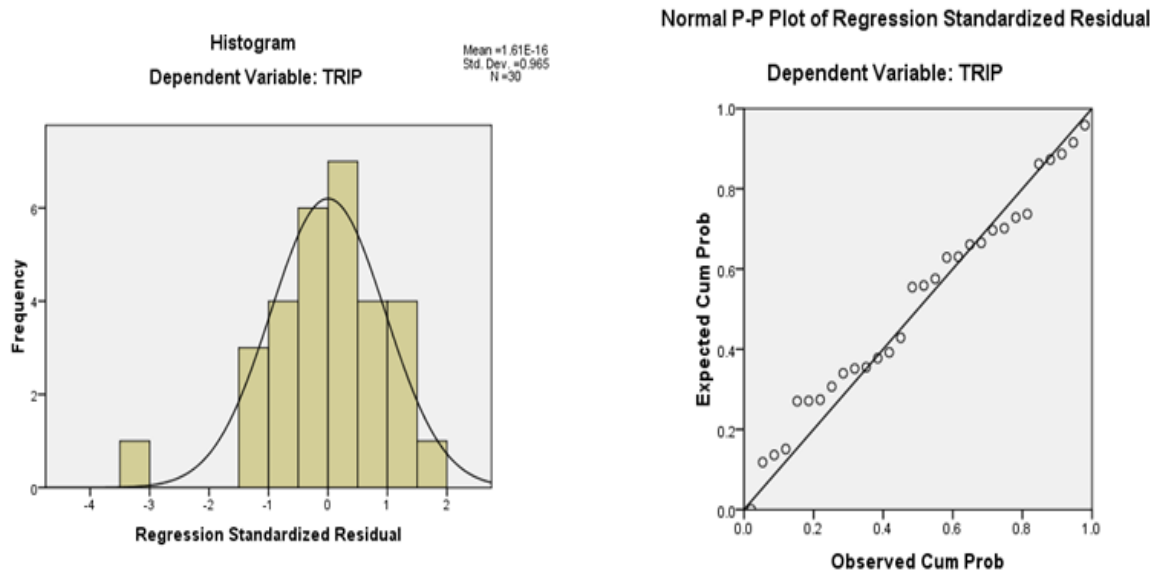 Histogram
Dependent Variable: TRIP
Mean =1.61E-16
Std. Dev. =0.965
N =30
Frequency
6
4
2
0
-4 -3 -2 -1 0 1 2
Regression Standardized Residual
Normal P-P Plot of Regression Standardized Residual
Dependent Variable: TRIP
Expected Cum Prob
1.0
0.8
0.6
0.4
0.2
0.0
0.0 0.2 0.4 0.6 0.8 1.0
Observed Cum Prob